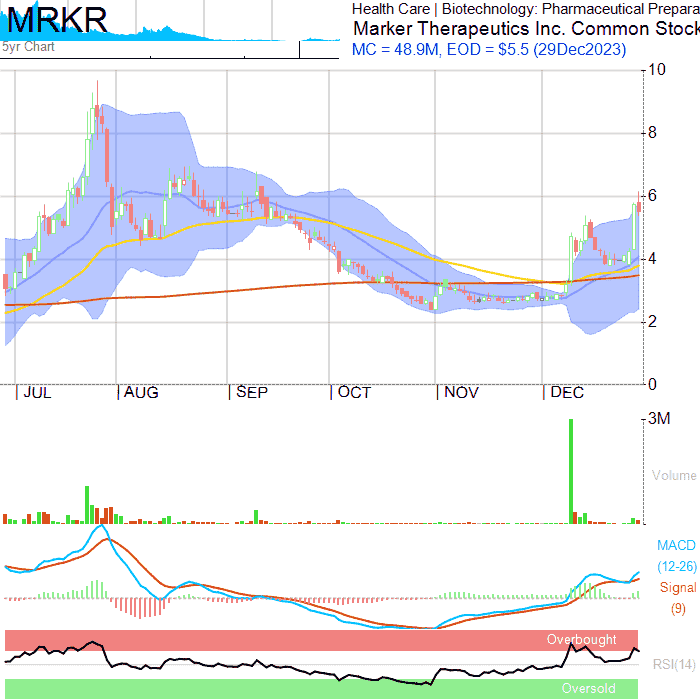 MRKR
5yr Chart
Health Care | Biotechnology: Pharmaceutical Prepara
Marker Therapeutics Inc. Common Stock
MC = 48.9M, EOD = $5.5 (29Dec2023)
10
8
6
4
2
0
JUL AUG SEP OCT NOV DEC
3M
Volume
MACD
(12-26)
Signal
(9)
Overbought
RSI(14)
Oversold